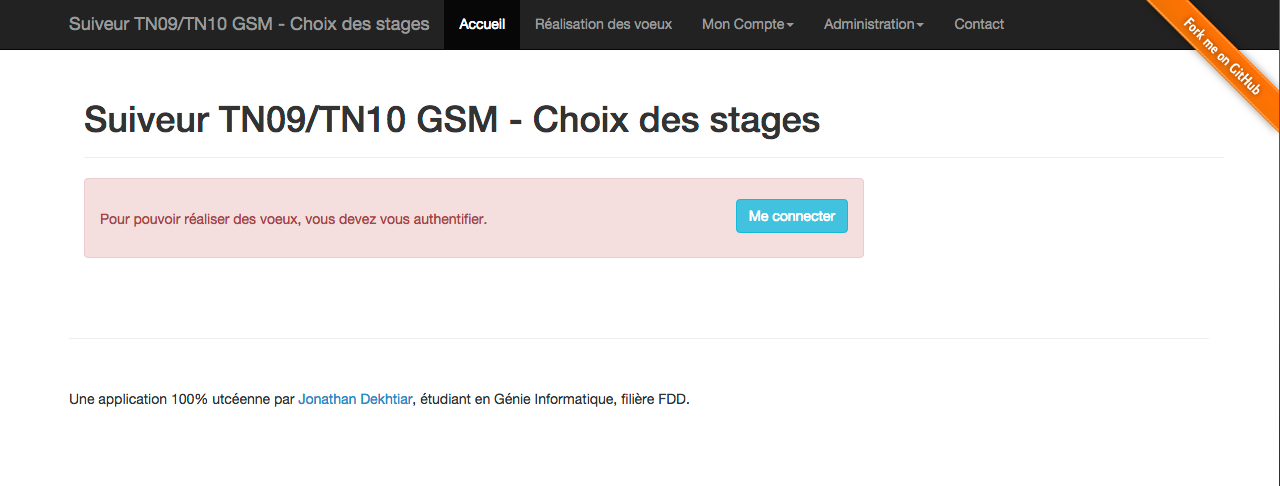 Suiveur TN09/TN10 GSM - Choix des stages Accueil Réalisation des voeux Mon Compte Administration Contact
Fork me on GitHub
Suiveur TN09/TN10 GSM - Choix des stages
Pour pouvoir réaliser des voeux, vous devez vous authentifier. Me connecter
Une application 100% utcéenne par Jonathan Dekhtiar, étudiant en Génie Informatique, filière FDD.